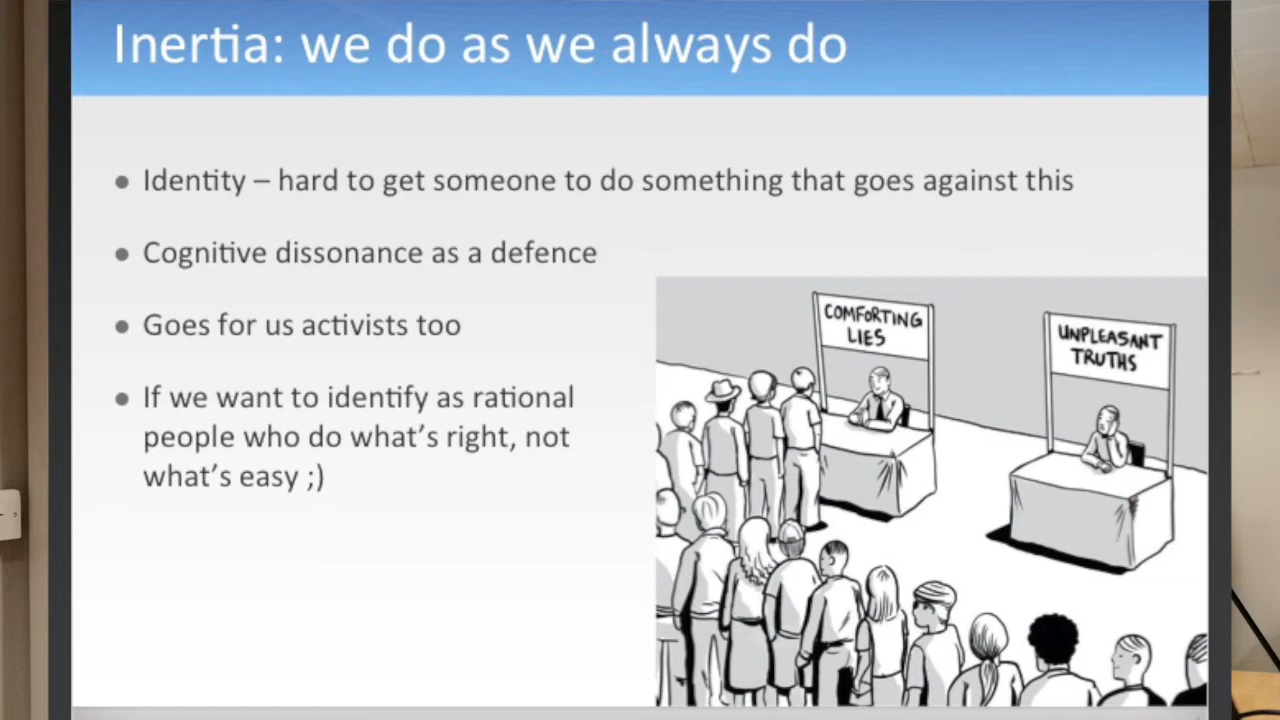 Inertia: we do as we always do
● Identity – hard to get someone to do something that goes against this
● Cognitive dissonance as a defence
● Goes for us activists too
● If we want to identify as rational
people who do what's right, not
what's easy ;)
COMFORTING
LIES
UNPLEASANT
TRUTHS